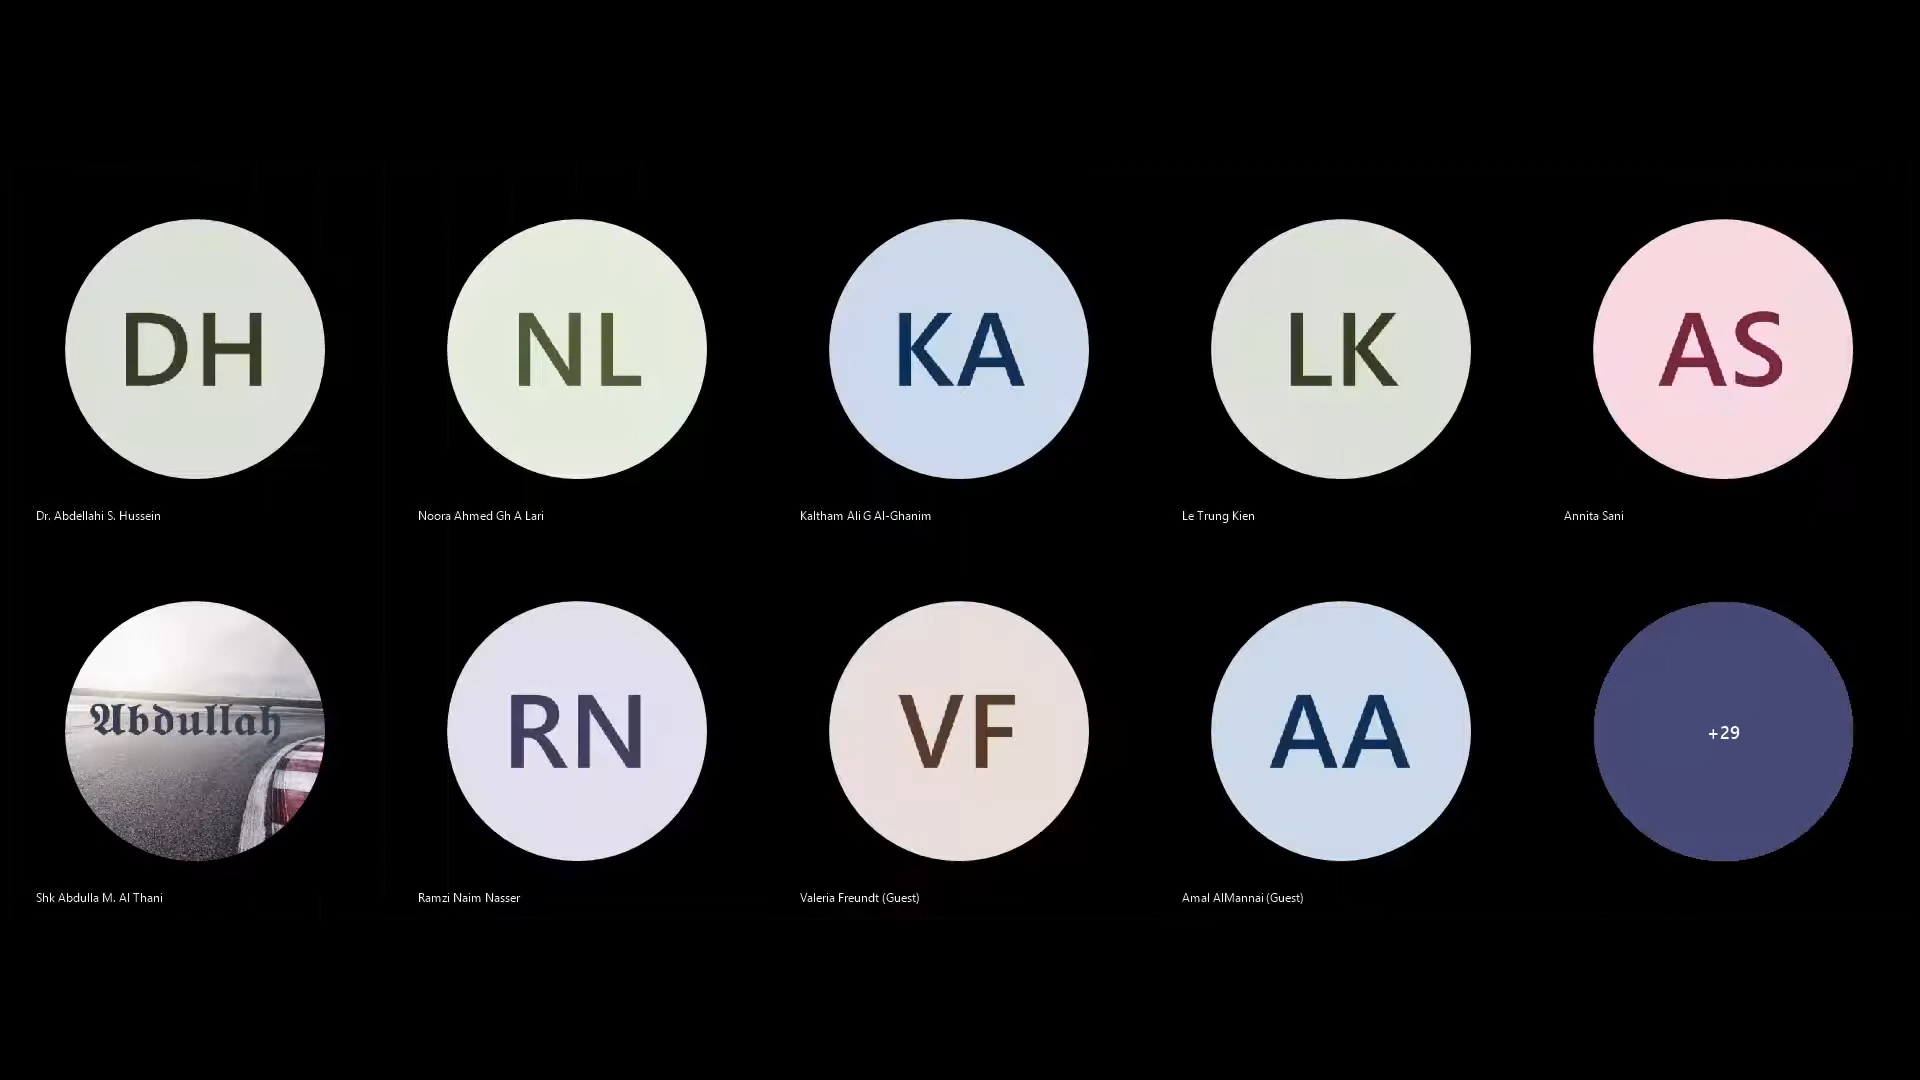 DH
NL
KA
LK
AS
Dr. Abdellahi S. Hussein
Noora Ahmed Gh A Lari
Kaltham Ali G Al-Ghanim
Le Trung Kien
Annita Sani
Abdullah
RN
VF
AA
+29
Shk Abdulla M. Al Thani
Ramzi Naim Nasser
Valeria Freundt (Guest)
Amal AlMannai (Guest)